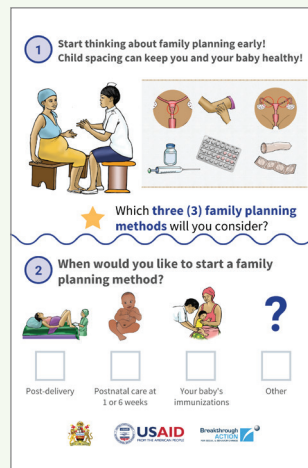 1
Start thinking about family planning early!
Child spacing can keep you and your baby healthy!
Which three (3) family planning
methods will you consider?
2
When would you like to start a family
planning method?
?
Post-delivery
Postnatal care at
1 or 6 weeks
Your baby's
immunizations
Other
USAID
FROM THE AMERICAN PEOPLE
Breakthrough
ACTION